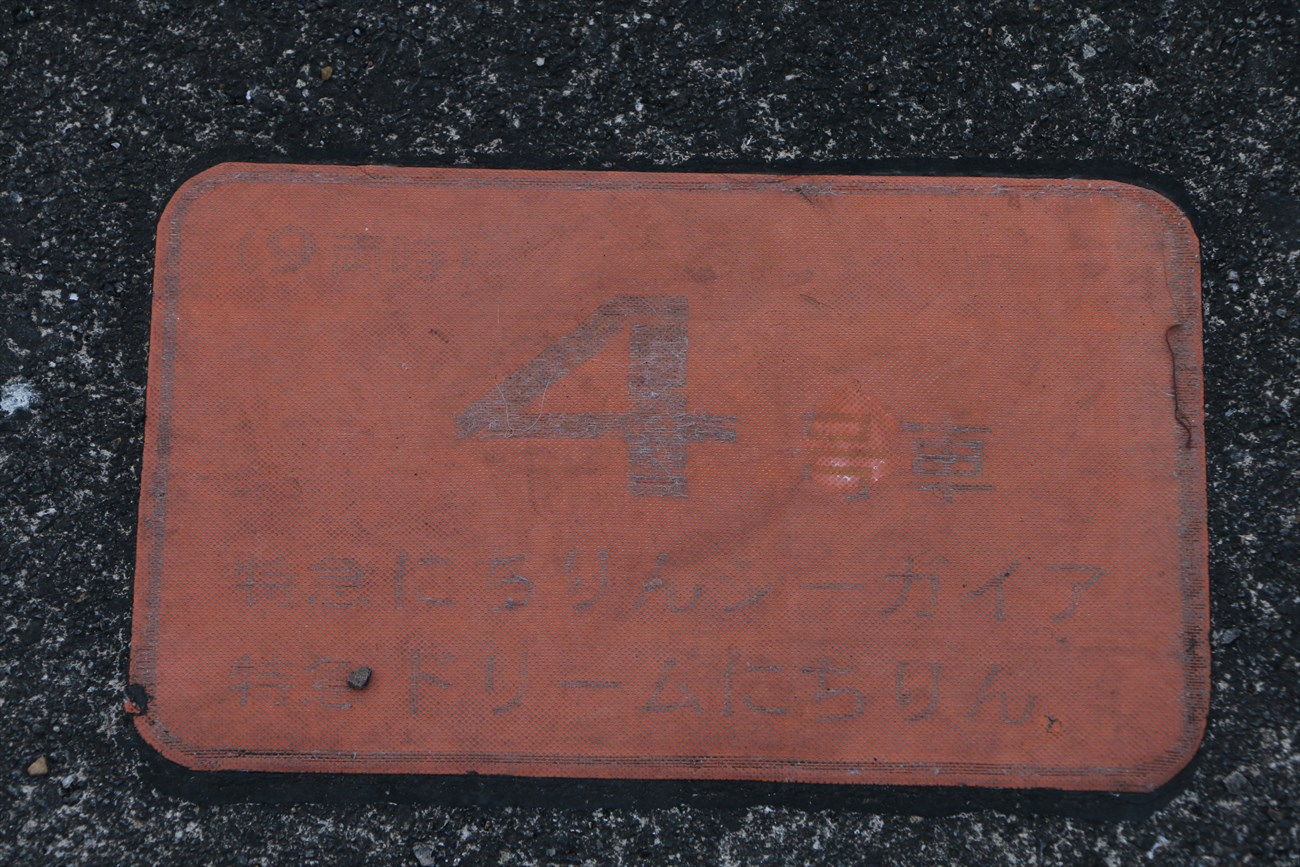 (9両時)
4号車
特急にちりんシーガイア
特急ドリームにちりん